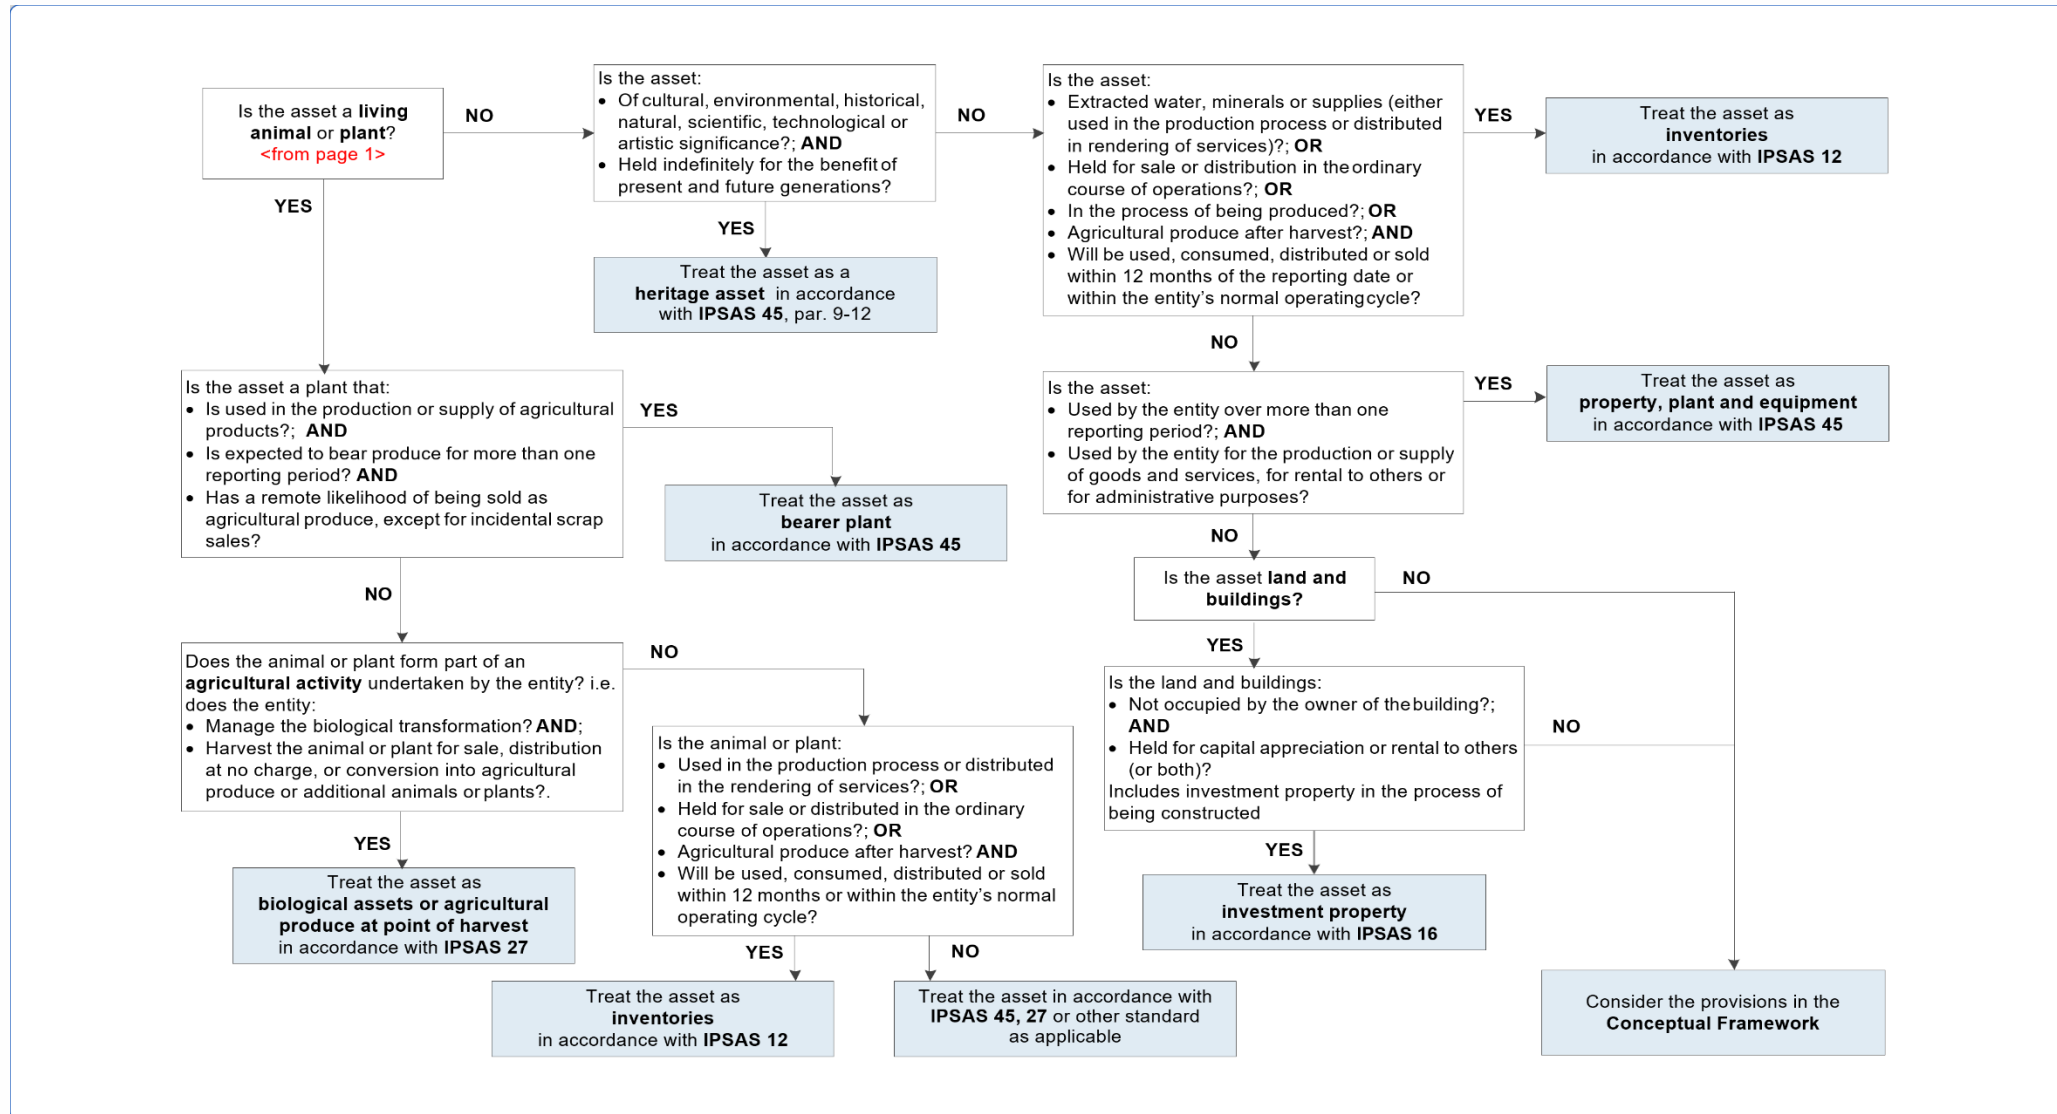 Is the asset a living
animal or plant?
<from page 1>
NO
YES
Is the asset:
• Of cultural, environmental, historical,
natural, scientific, technological or
artistic significance?; AND
• Held indefinitely for the benefit of
present and future generations?
NO
YES
Treat the asset as a
heritage asset in accordance
with IPSAS 45, par. 9-12
Is the asset:
• Extracted water, minerals or supplies (either
used in the production process or distributed
in rendering of services)?; OR
• Held for sale or distribution in the ordinary
course of operations?; OR
• In the process of being produced?; OR
• Agricultural produce after harvest?; AND
• Will be used, consumed, distributed or sold
within 12 months of the reporting date or
within the entity's normal operating cycle?
YES
Treat the asset as
inventories
in accordance with IPSAS 12
NO
Is the asset:
• Used by the entity over more than one
reporting period?; AND
• Used by the entity for the production or supply
of goods and services, for rental to others or
for administrative purposes?
YES
Treat the asset as
property, plant and equipment
in accordance with IPSAS 45
NO
Is the asset land and
buildings?
NO
YES
Is the land and buildings:
• Not occupied by the owner of the building?;
AND
• Held for capital appreciation or rental to others
(or both)?
Includes investment property in the process of
being constructed
NO
YES
Treat the asset as
investment property
in accordance with IPSAS 16
Consider the provisions in the
Conceptual Framework
Is the asset a plant that:
• Is used in the production or supply of agricultural
products?; AND
• Is expected to bear produce for more than one
reporting period? AND
• Has a remote likelihood of being sold as
agricultural produce, except for incidental scrap
sales?
YES
Treat the asset as
bearer plant
in accordance with IPSAS 45
NO
Does the animal or plant form part of an
agricultural activity undertaken by the entity? i.e.
does the entity:
• Manage the biological transformation? AND;
• Harvest the animal or plant for sale, distribution
at no charge, or conversion into agricultural
produce or additional animals or plants?.
NO
YES
Treat the asset as
biological assets or agricultural
produce at point of harvest
in accordance with IPSAS 27
Is the animal or plant:
• Used in the production process or distributed
in the rendering of services?; OR
• Held for sale or distributed in the ordinary
course of operations?; OR
• Agricultural produce after harvest? AND
• Will be used, consumed, distributed or sold
within 12 months or within the entity's normal
operating cycle?
YES
NO
Treat the asset as
inventories
in accordance with IPSAS 12
Treat the asset in accordance with
IPSAS 45, 27 or other standard
as applicable